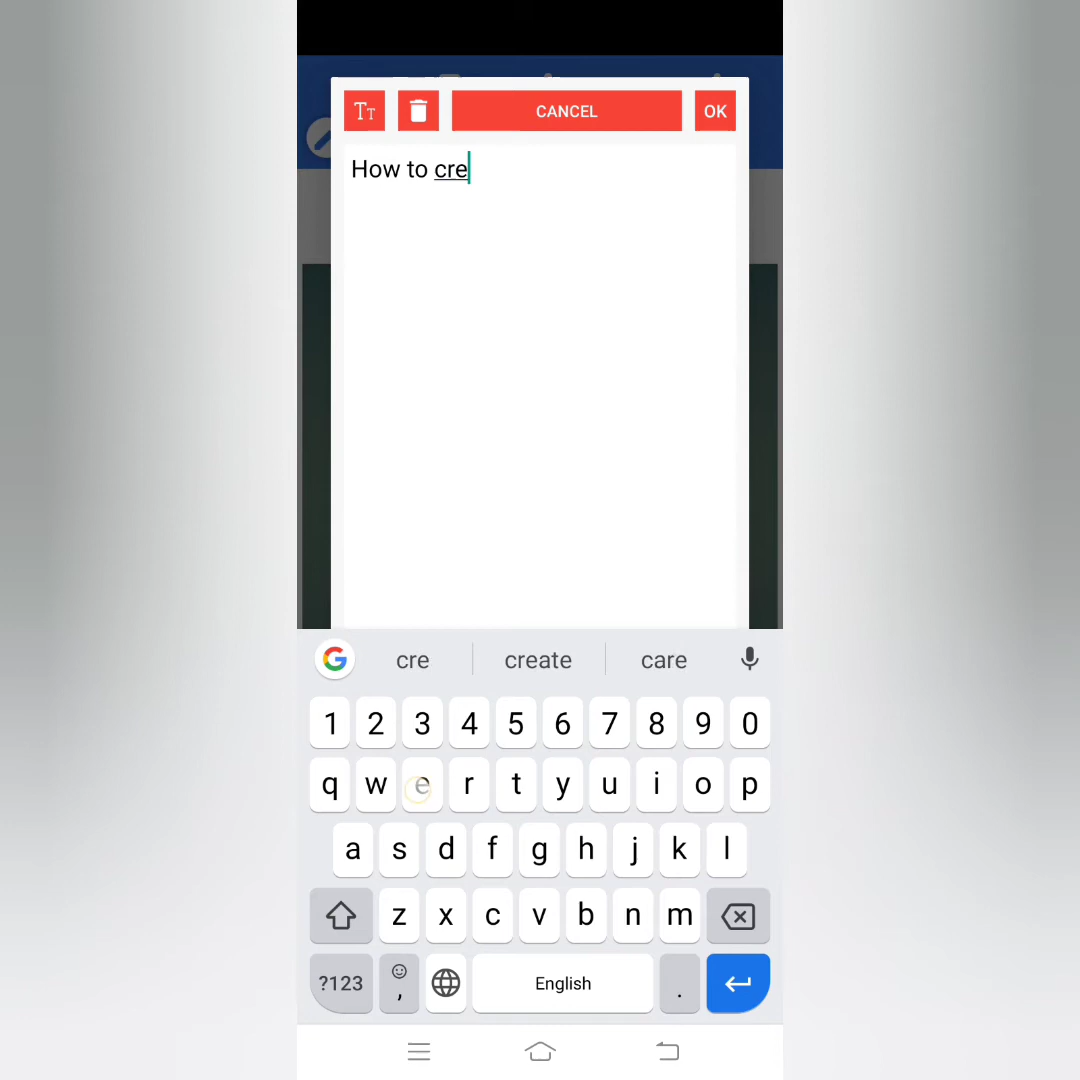 TT CANCEL OK
How to cre
G cre create care
1 2 3 4 5 6 7 8 9 0
q w e r t y u i o p
a s d f g h j k l
z x c v b n m
?123 , English .